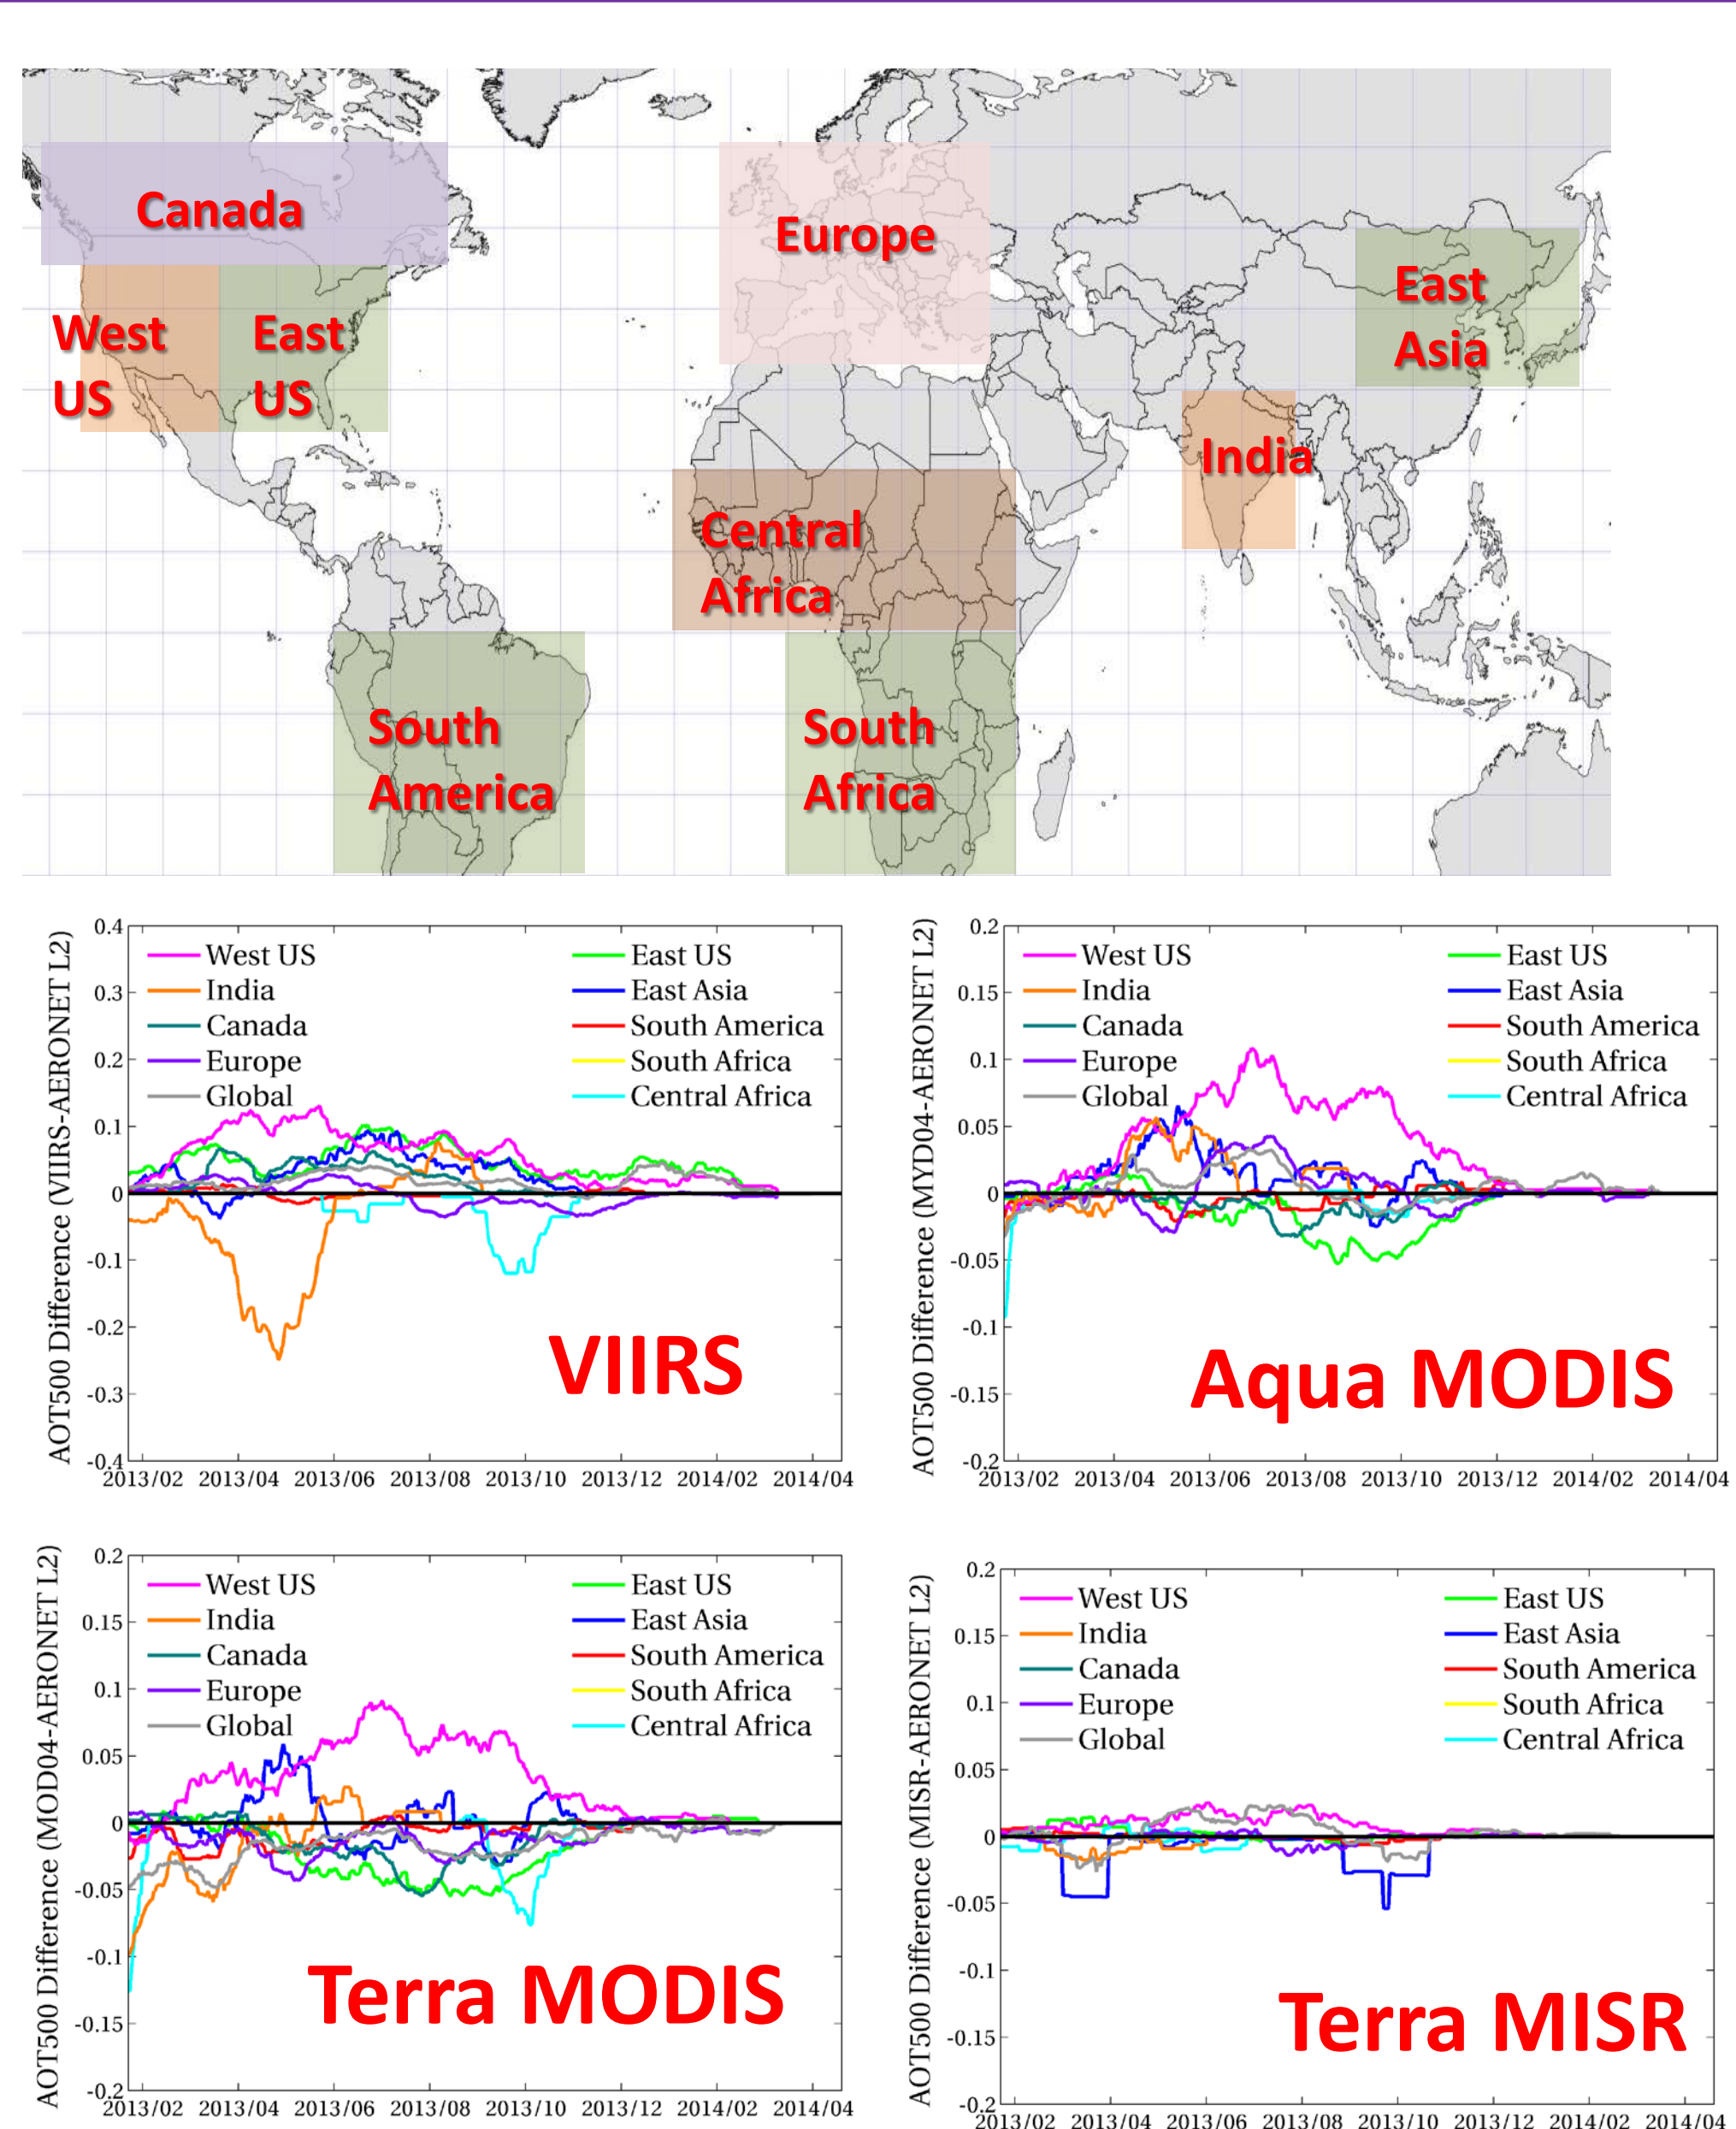 Canada
Europe
East
Asia
West
US
East
US
India
Central
Africa
South
America
South
Africa
AOT500 Difference (VIIRS-AERONET L2)
0.4
0.3
0.2
0.1
0
-0.1
-0.2
-0.3
-0.4
West US
India
Canada
Europe
Global
East US
East Asia
South America
South Africa
Central Africa
VIIRS
2013/02 2013/04 2013/06 2013/08 2013/10 2013/12 2014/02 2014/04
AOT500 Difference (MYD04-AERONET L2)
0.2
0.15
0.1
0.05
0
-0.05
-0.1
-0.15
-0.2
West US
India
Canada
Europe
Global
East US
East Asia
South America
South Africa
Central Africa
Aqua MODIS
2013/02 2013/04 2013/06 2013/08 2013/10 2013/12 2014/02 2014/04
AOT500 Difference (MOD04-AERONET L2)
0.2
0.15
0.1
0.05
0
-0.05
-0.1
-0.15
-0.2
West US
India
Canada
Europe
Global
East US
East Asia
South America
South Africa
Central Africa
Terra MODIS
2013/02 2013/04 2013/06 2013/08 2013/10 2013/12 2014/02 2014/04
AOT500 Difference (MISR-AERONET L2)
0.2
0.15
0.1
0.05
0
-0.05
-0.1
-0.15
-0.2
West US
India
Canada
Europe
Global
East US
East Asia
South America
South Africa
Central Africa
Terra MISR
2013/02 2013/04 2013/06 2013/08 2013/10 2013/12 2014/02 2014/04